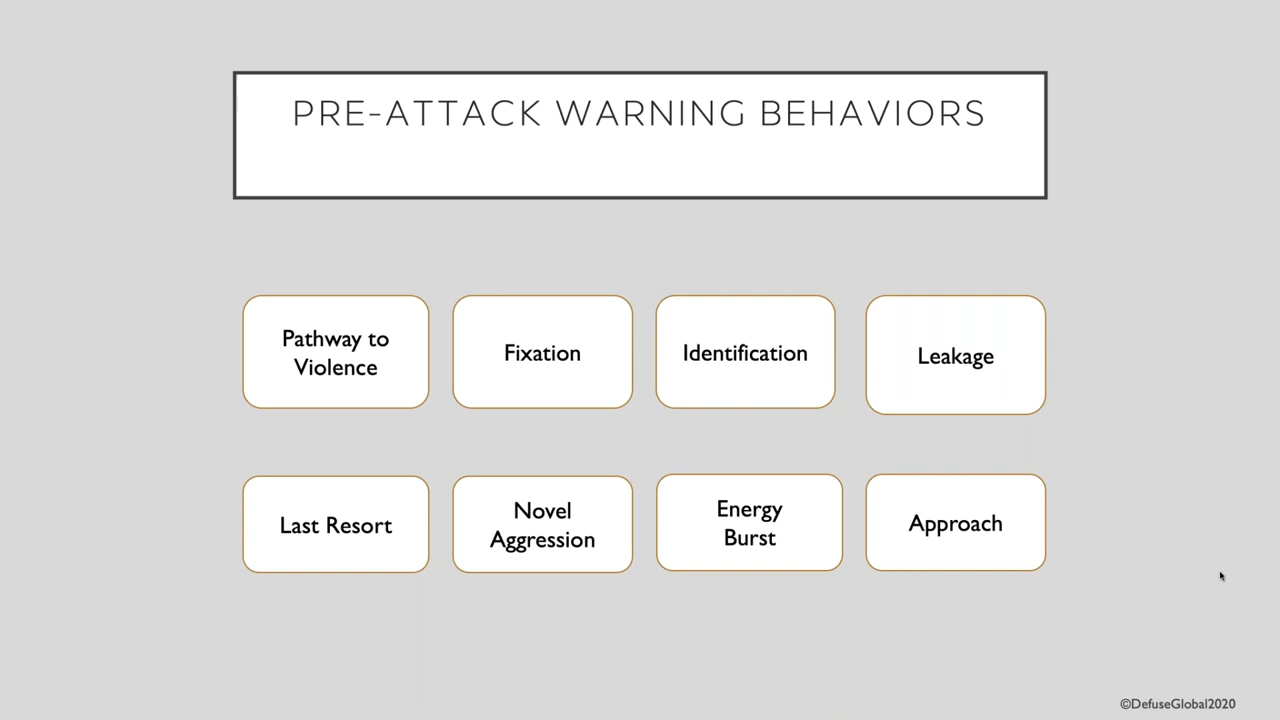 PRE-ATTACK WARNING BEHAVIORS
Pathway to
Violence
Fixation
Identification
Leakage
Last Resort
Novel
Aggression
Energy
Burst
Approach
©DefuseGlobal2020